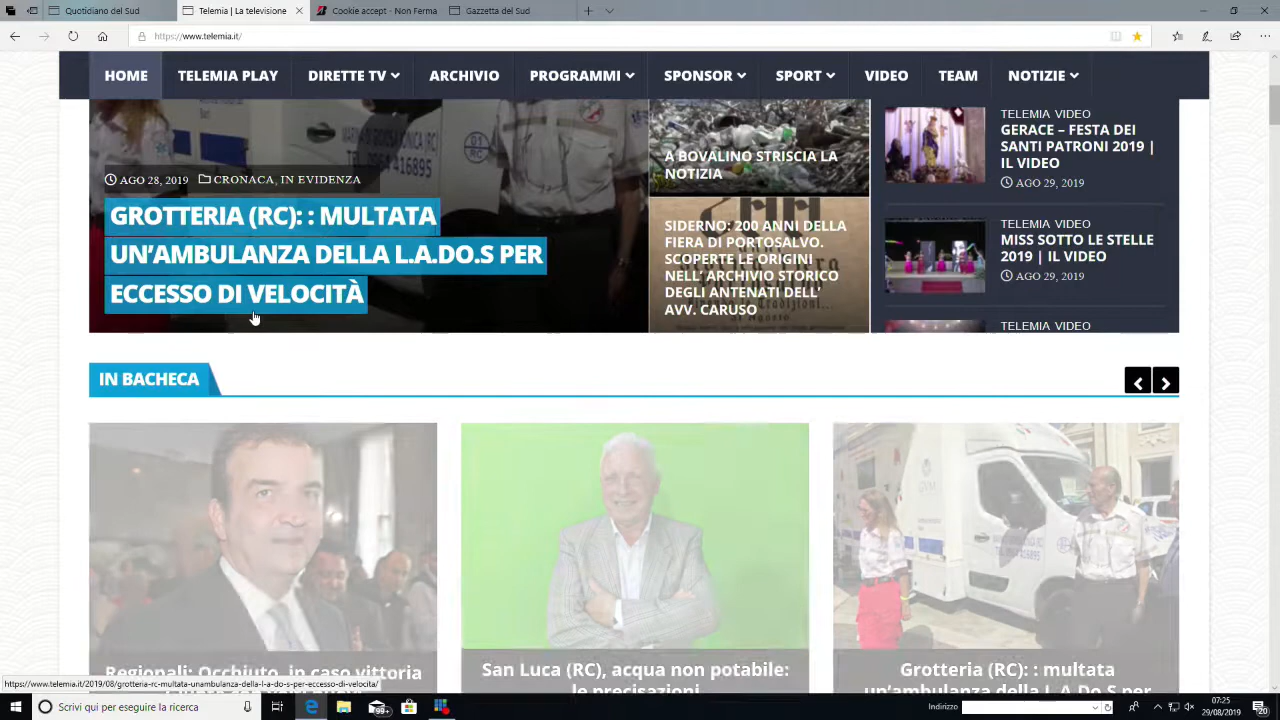 Quotidiani di oggi
Telemia | La televisione
Page accept - Non Ferma
Gazzetta del Sud
https://www.telemia.it/
HOME
TELEMIA PLAY
DIRETTE TV
ARCHIVIO
PROGRAMMI
SPONSOR
SPORT
VIDEO
TEAM
NOTIZIE
AGO 28, 2019
CRONACA, IN EVIDENZA
GROTTERIA (RC): : MULTATA
UN’AMBULANZA DELLA L.A.DO.S PER
ECCESSO DI VELOCITÀ
A BOVALINO STRISCIA LA
NOTIZIA
SIDERNO: 200 ANNI DELLA
FIERA DI PORTOSALVO.
SCOPERTE LE ORIGINI
NELL’ ARCHIVIO STORICO
DEGLI ANTENATI DELL’
AVV. CARUSO
TELEMIA VIDEO
GERACE – FESTA DEI
SANTI PATRONI 2019 |
IL VIDEO
AGO 29, 2019
TELEMIA VIDEO
MISS SOTTO LE STELLE
2019 | IL VIDEO
AGO 29, 2019
TELEMIA VIDEO
IN BACHECA
Regionali: Occhiuto, in caso vittoria
San Luca (RC), acqua non potabile:
le precisazioni
Grotteria (RC): : multata
un’ambulanza della L.A.Do.S per
https://www.telemia.it/2019/08/grotteria-rc-multata-unambulanza-della-l-a-do-s-per-eccesso-di-velocita/
Scrivi qui per eseguire la ricerca
99+
Indirizzo
07:25
29/08/2019
20